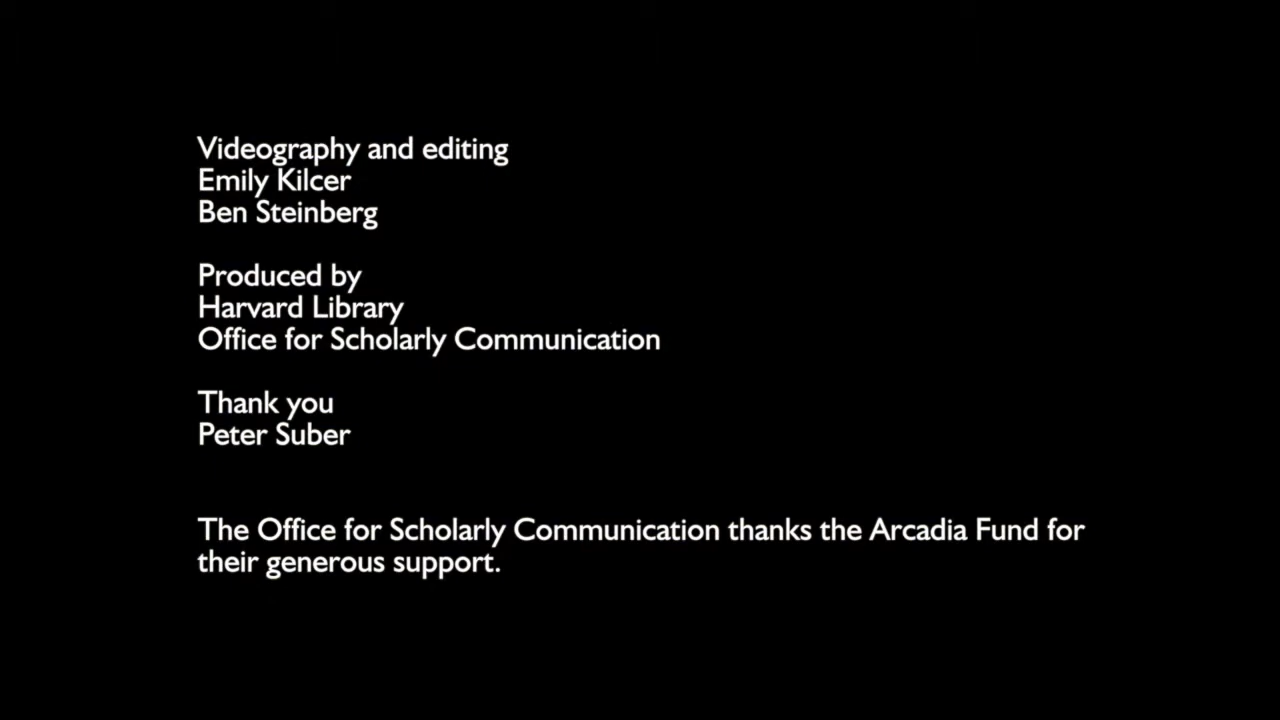 Videography and editing
Emily Kilcer
Ben Steinberg
Produced by
Harvard Library
Office for Scholarly Communication
Thank you
Peter Suber
The Office for Scholarly Communication thanks the Arcadia Fund for
their generous support.